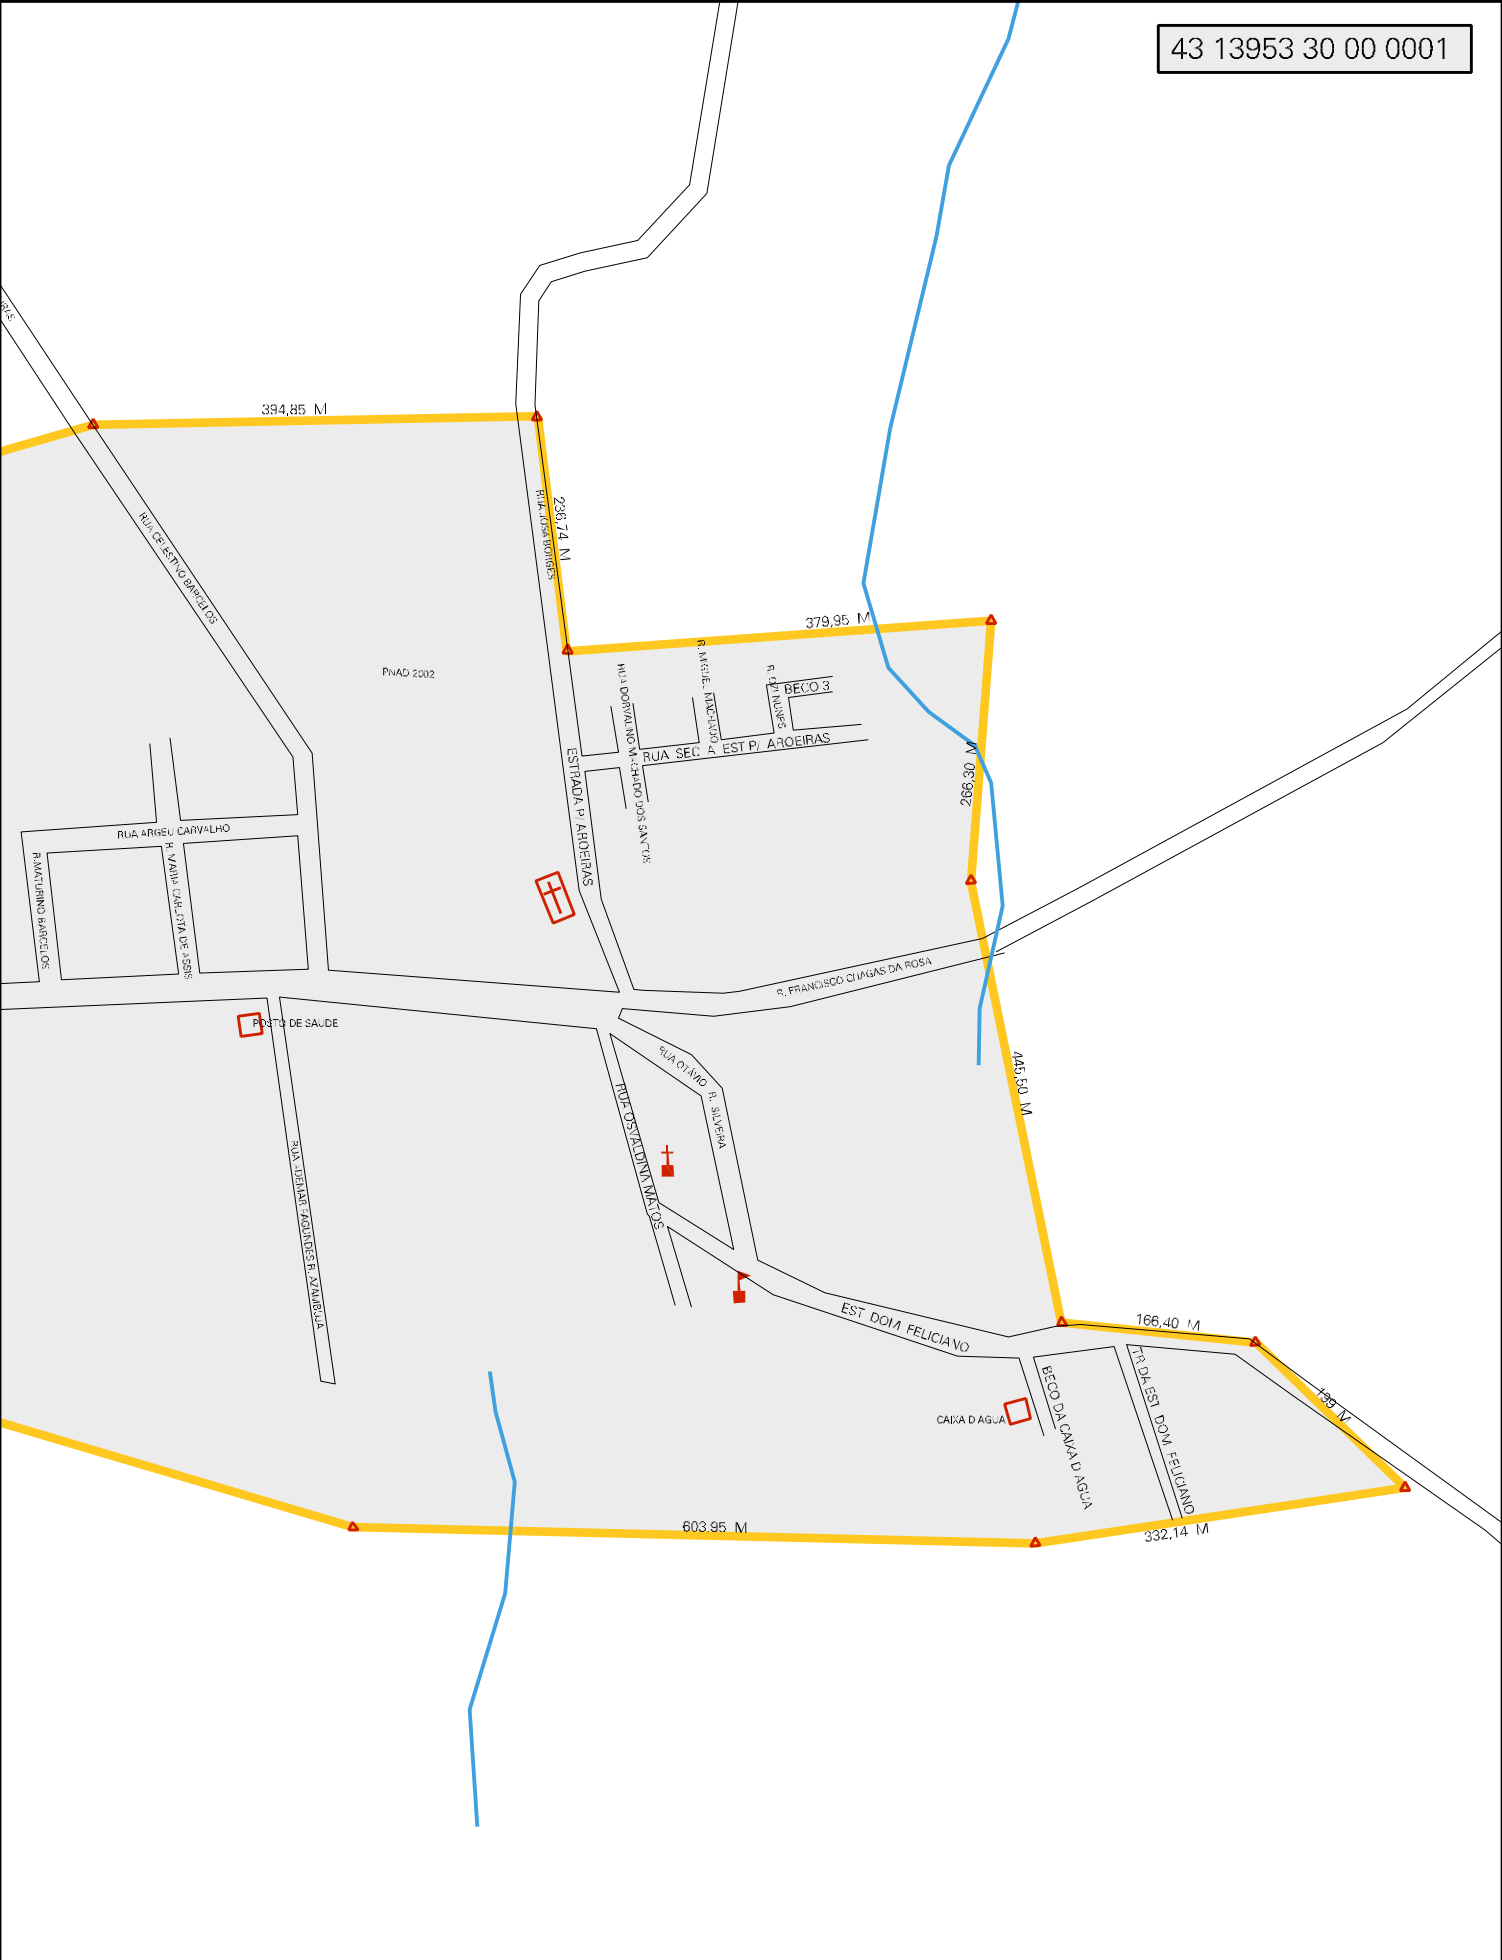 43 13953 30 00 0001
394,85 M
RUA CELESTINO BARCELOS
RUA JOSA BORGES
236,74 M
379,95 M
PNAD 2002
RUA DORVALINO MACHADO DOS SANTOS
R. MIGUEL MACHADO
BECO 3
RUA SEC A EST P/ AROEIRAS
ESTRADA P/ AROEIRAS
266,30 M
RUA ARGEU CARVALHO
R.MATURINO BARCELOS
R. MARIA CARLOTA DE ASSIS
R. FRANCISCO CHAGAS DA ROSA
POSTO DE SAUDE
RUA OTÁVIO R. SILVEIRA
445,50 M
RUA OSVALDINA MATOS
RUA ADEMAR FAGUNDES R. AZAMBUJA
EST DOM FELICIANO
166,40 M
199 M
CAIXA D AGUA
BECO DA CAIXA D AGUA
TR DA EST DOM FELICIANO
603,95 M
332,14 M